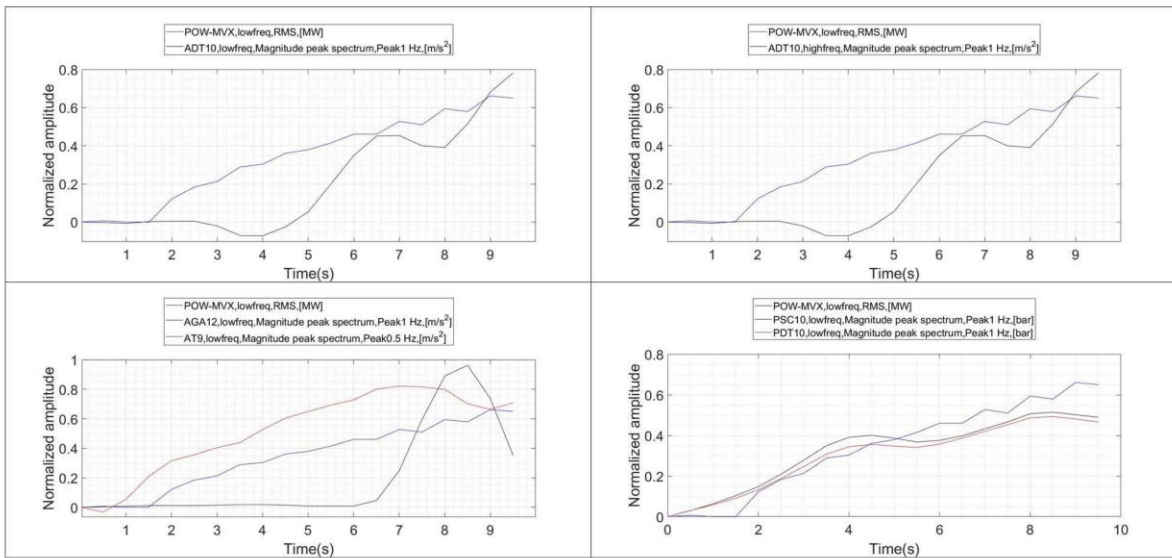 POW-MVX,lowfreq,RMS,[MW]
ADT10,lowfreq,Magnitude peak spectrum,Peak1 Hz,[m/s²]
0.8
0.6
0.4
0.2
0
Normalized amplitude
1 2 3 4 5 6 7 8 9
Time(s)
POW-MVX,lowfreq,RMS,[MW]
ADT10,highfreq,Magnitude peak spectrum,Peak1 Hz,[m/s²]
0.8
0.6
0.4
0.2
0
Normalized amplitude
1 2 3 4 5 6 7 8 9
Time(s)
POW-MVX,lowfreq,RMS,[MW]
AGA12,lowfreq,Magnitude peak spectrum,Peak1 Hz,[m/s²]
AT9,lowfreq,Magnitude peak spectrum,Peak0.5 Hz,[m/s²]
1
0.8
0.6
0.4
0.2
0
Normalized amplitude
1 2 3 4 5 6 7 8 9
Time(s)
POW-MVX,lowfreq,RMS,[MW]
PSC10,lowfreq,Magnitude peak spectrum,Peak1 Hz,[bar]
PDT10,lowfreq,Magnitude peak spectrum,Peak1 Hz,[bar]
0.8
0.6
0.4
0.2
0
Normalized amplitude
0 2 4 6 8 10
Time(s)